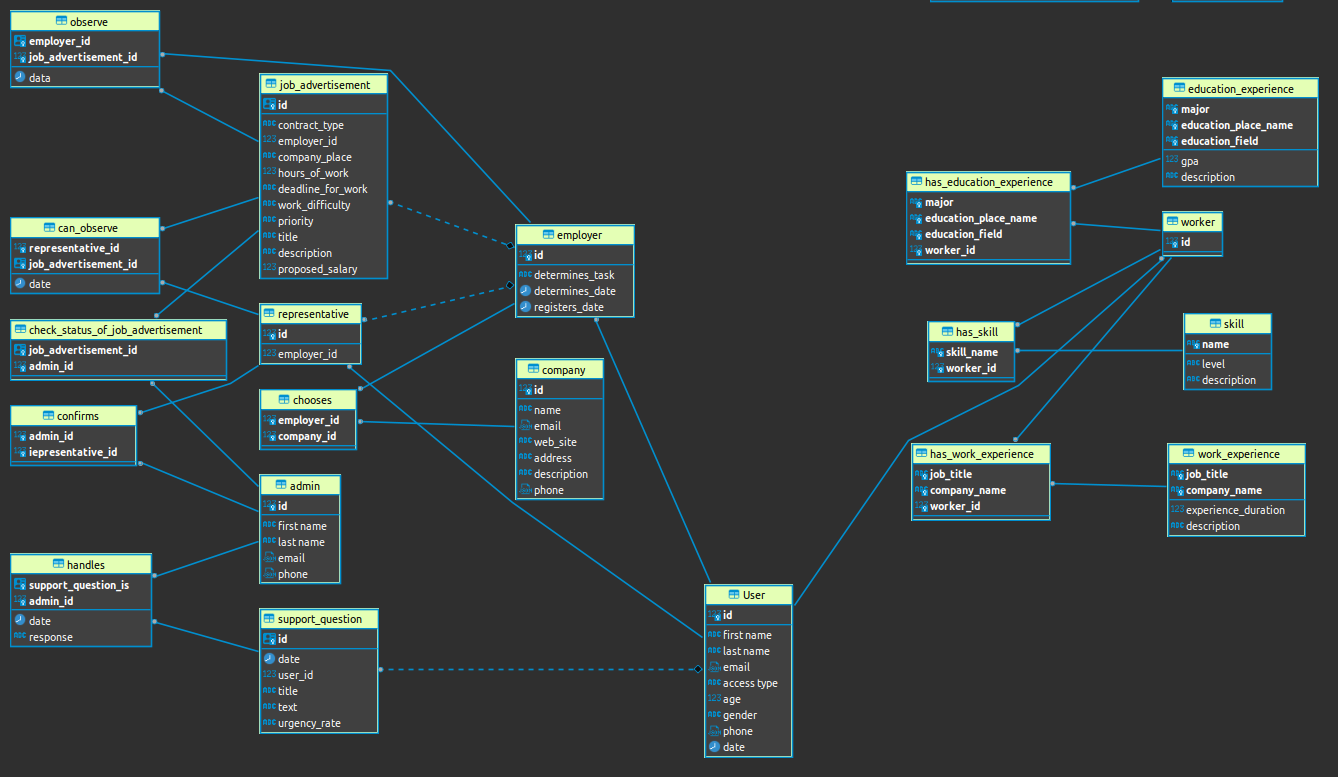 observe
employer_id
job_advertisement_id
data
job_advertisement
id
contract_type
employer_id
company_place
hours_of_work
deadline_for_work
work_difficulty
priority
title
description
proposed_salary
can_observe
representative_id
job_advertisement_id
date
check_status_of_job_advertisement
job_advertisement_id
admin_id
representative
id
employer_id
confirms
admin_id
iepresentative_id
chooses
employer_id
company_id
admin
id
first name
last name
email
phone
handles
support_question_is
admin_id
date
response
support_question
id
date
user_id
title
text
urgency_rate
employer
id
determines_task
determines_date
registers_date
company
id
name
email
web_site
address
description
phone
User
id
first name
last name
email
access type
age
gender
phone
date
education_experience
major
education_place_name
education_field
gpa
description
has_education_experience
major
education_place_name
education_field
worker_id
worker
id
has_skill
skill_name
worker_id
skill
name
level
description
has_work_experience
job_title
company_name
worker_id
work_experience
job_title
company_name
experience_duration
description